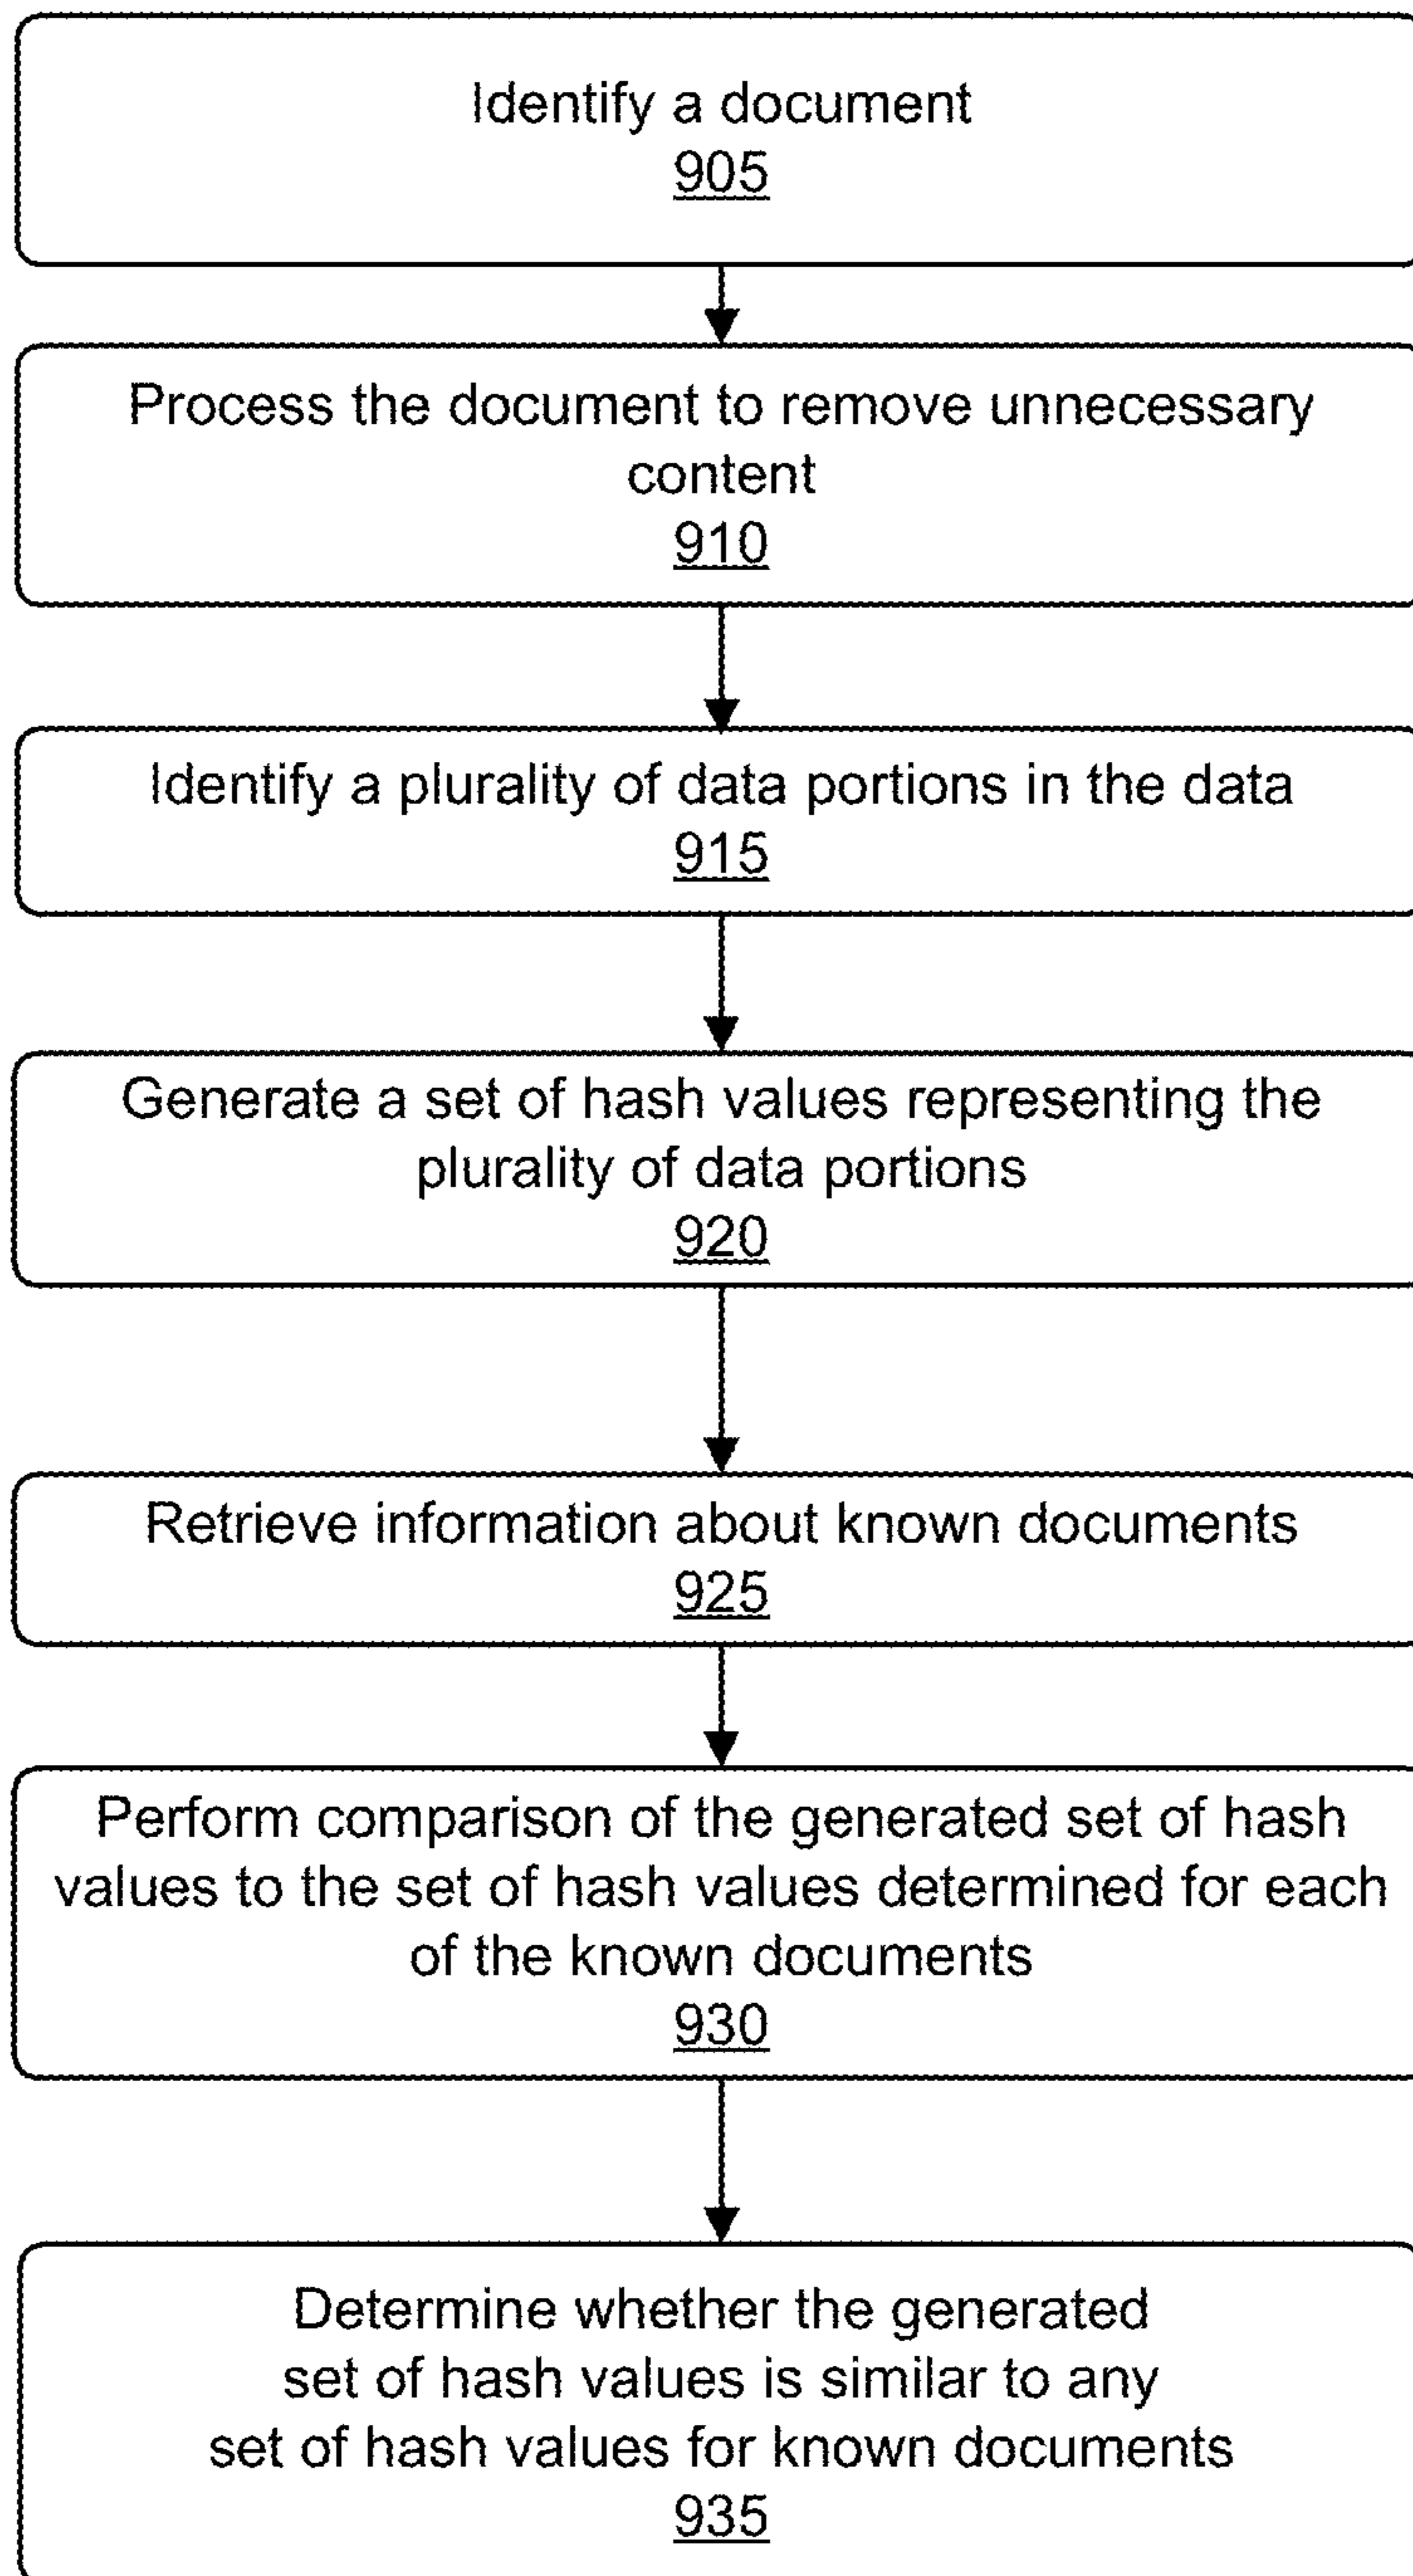 Identify a document
905
Process the document to remove unnecessary
content
910
Identify a plurality of data portions in the data
915
Generate a set of hash values representing the
plurality of data portions
920
Retrieve information about known documents
925
Perform comparison of the generated set of hash
values to the set of hash values determined for each
of the known documents
930
Determine whether the generated
set of hash values is similar to any
set of hash values for known documents
935